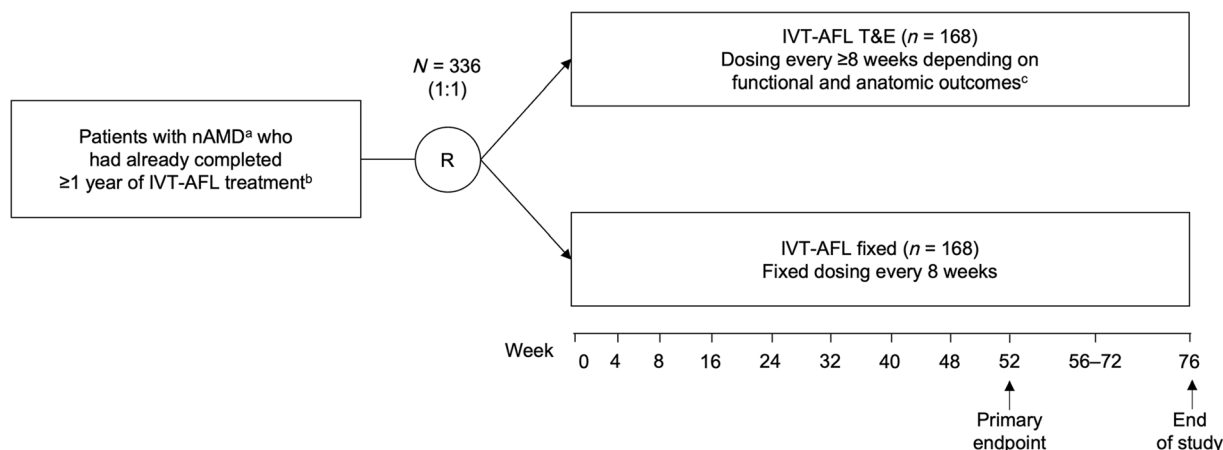 IVT-AFL T&E (n = 168)
Dosing every ≥8 weeks depending on
functional and anatomic outcomesᶜ
N = 336
(1:1)
Patients with nAMDᵃ who
had already completed
≥1 year of IVT-AFL treatmentᵇ
R
IVT-AFL fixed (n = 168)
Fixed dosing every 8 weeks
Week 0 4 8 16 24 32 40 48 52 56–72 76
Primary
endpoint
End
of study